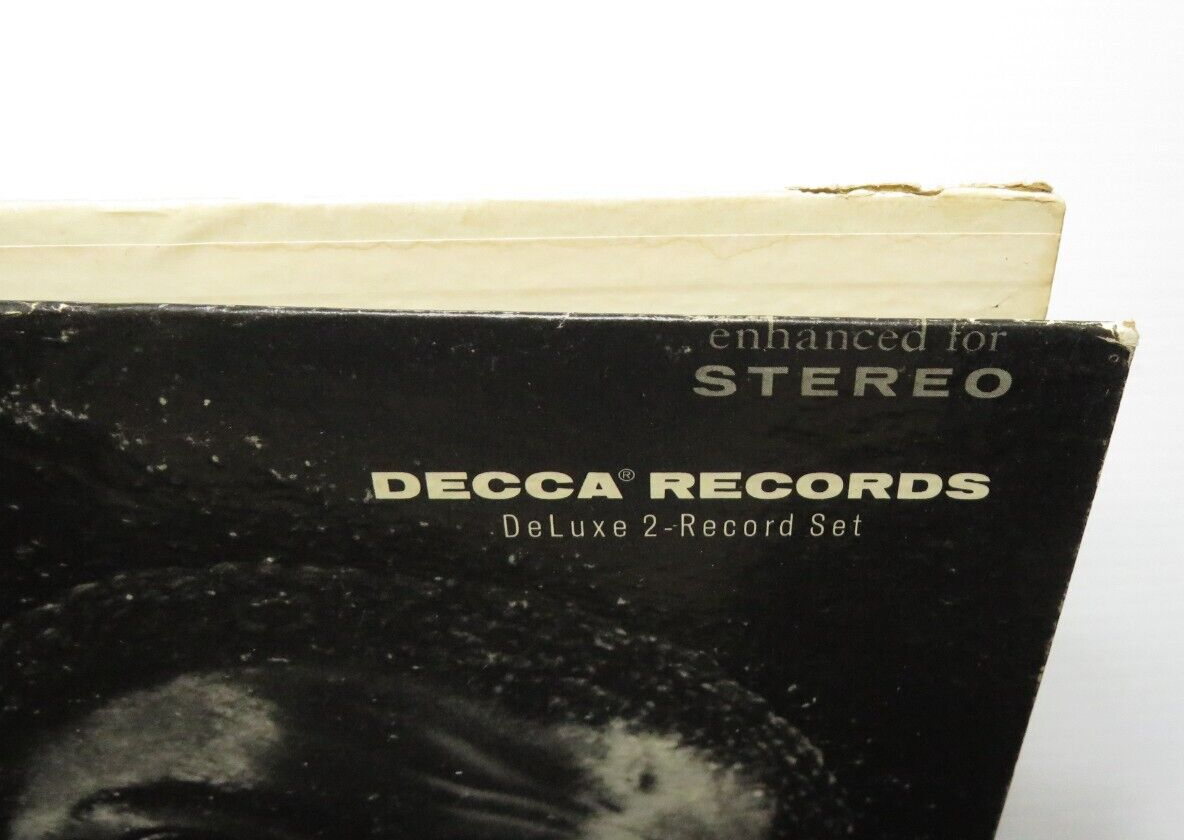 enhanced for
STEREO
DECCA® RECORDS
DeLuxe 2-Record Set